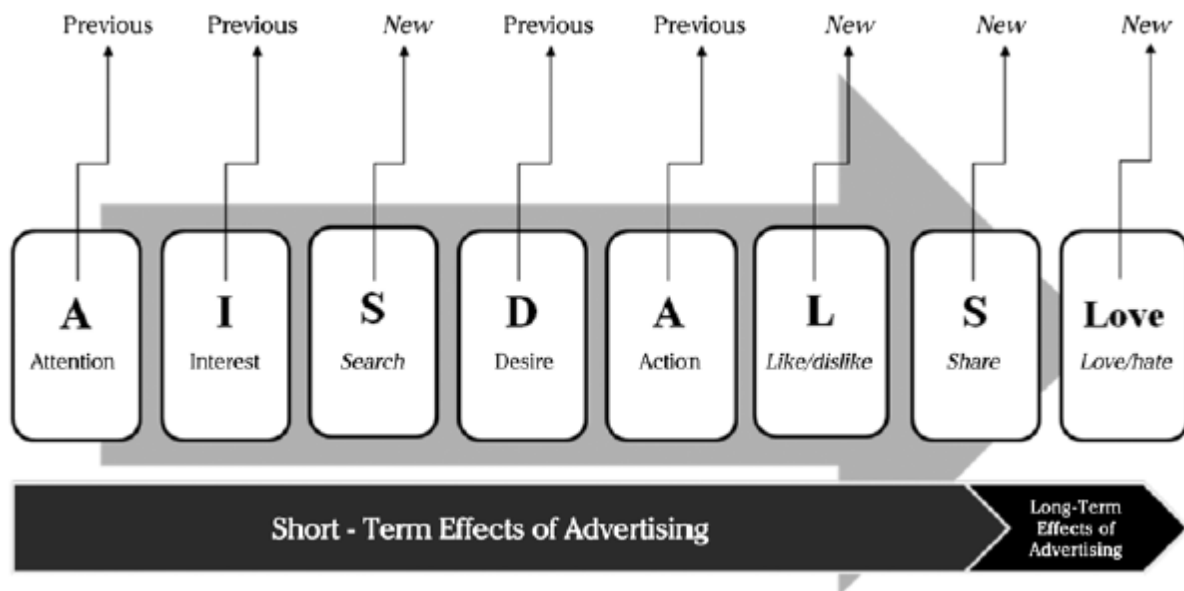 Previous Previous New Previous Previous New New New
A I S D A L S Love
Attention Interest Search Desire Action Like/dislike Share Love/hate
Short - Term Effects of Advertising
Long-Term
Effects of
Advertising